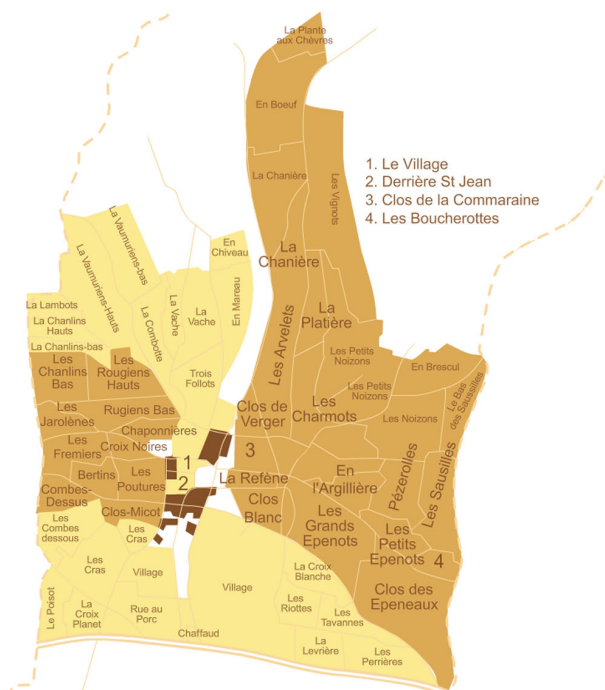 La Plante
aux Chèvres
En Boeuf
La Chanière
Les Vignots
1. Le Village
2. Derrière St Jean
3. Clos de la Commaraine
4. Les Boucherottes
La Vaumuriens-bas
La Vaumuriens-Hauts
En
Chiveau
La
Chanière
La Lambots
La Chanlins
Hauts
La Chanlins-bas
La Combotte
La Vache
La
Vache
En Mareau
La
Platière
Les Arvelets
Les Petits
Noizons
En Brescul
Les
Chanlins
Bas
Les
Rougiens
Hauts
Trois
Follots
Les Petits
Noizons
Le Bas
des Saussilles
Les
Jarolènes
Rugiens Bas
Clos de
Verger
Les
Charmots
Les Noizons
Chaponnières
Les
Fremiers
Croix Noires
1
3
Pézerolles
Les Sausilles
Bertins
Les
Poutures
2
La Refène
En
l'Argillière
Combes-
Dessus
Clos-Micot
Clos
Blanc
Les
Grands
Epenots
Les
Petits
Epenots
4
Les
Combes
dessous
Les
Cras
Les
Cras
Village
Village
La Croix
Blanche
Clos des
Epeneaux
Le Poisot
La
Croix
Planet
Rue au
Porc
Chaffaud
Les
Riottes
Les
Tavannes
La
Levrière
Les
Perrières